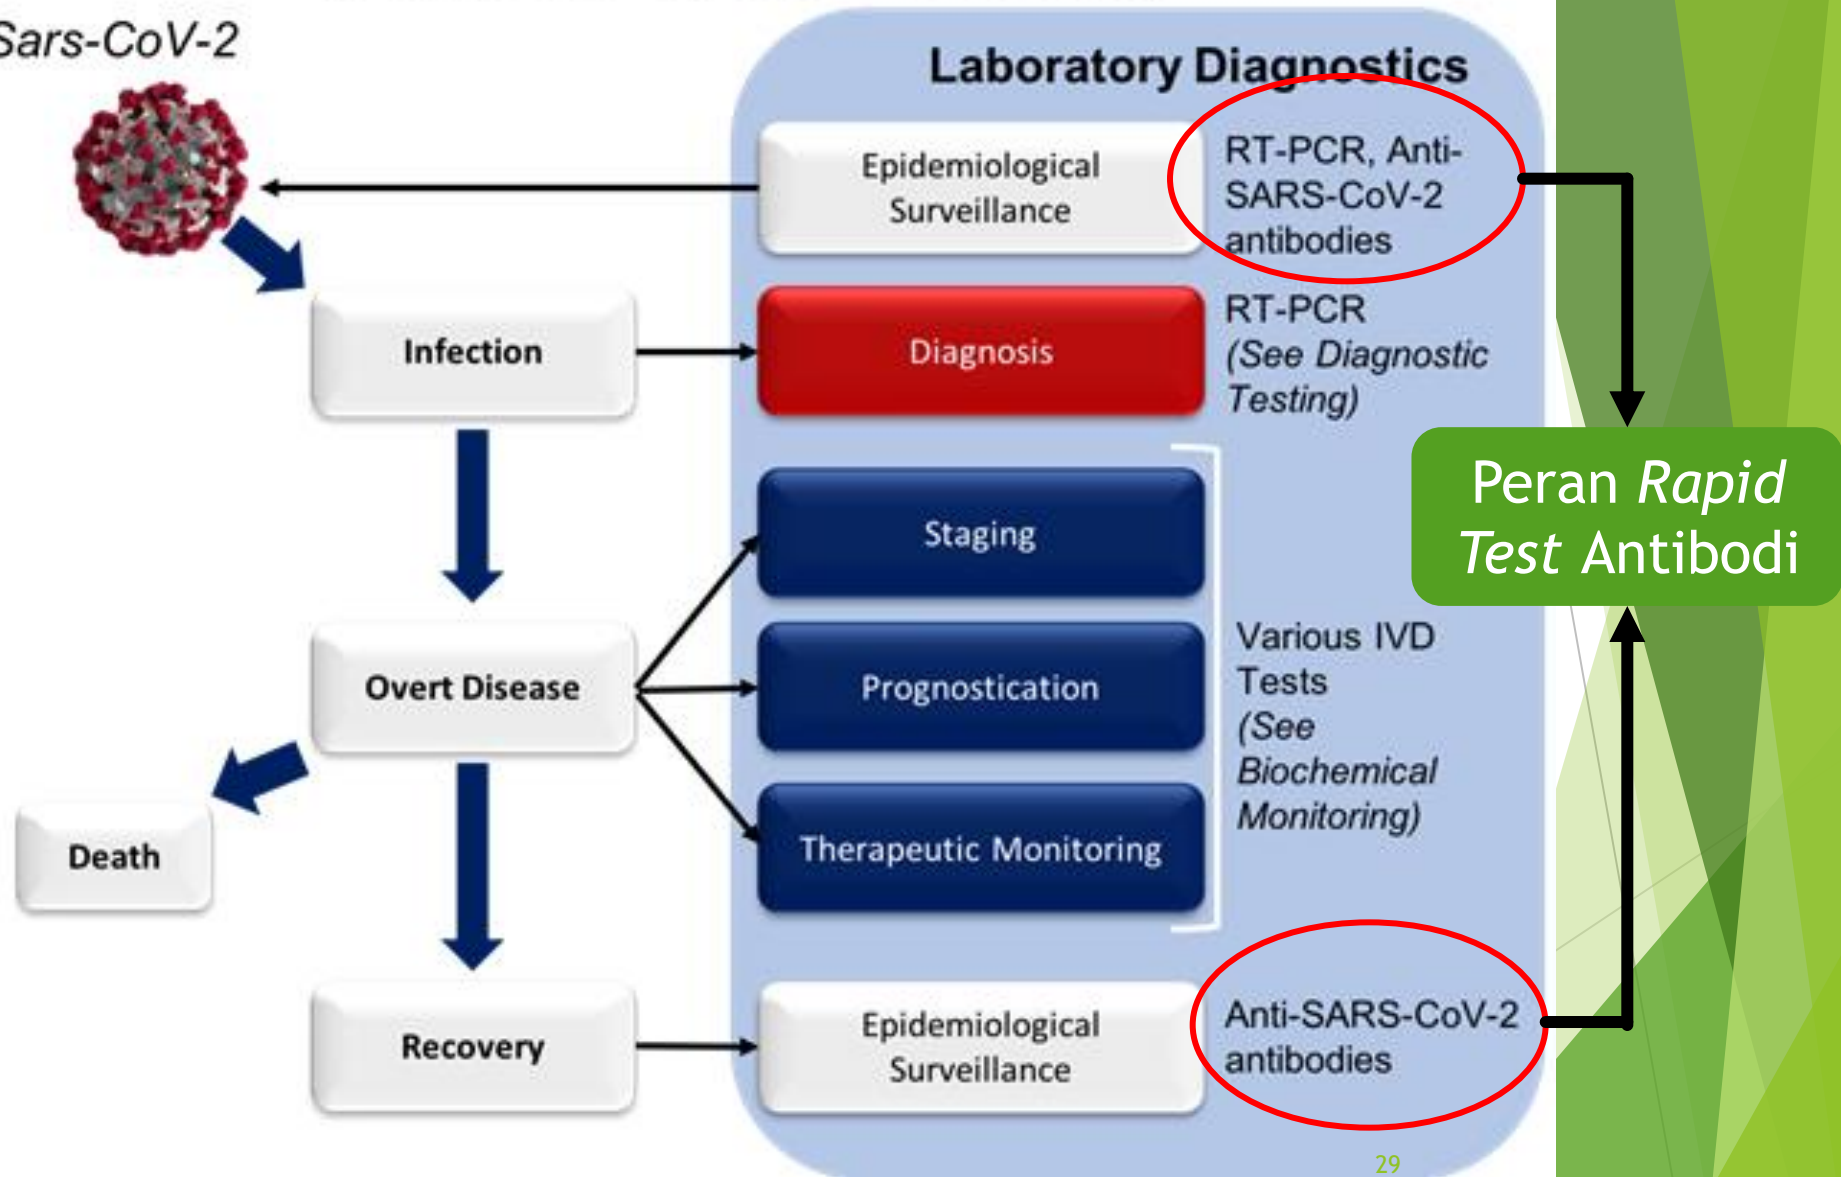 Sars-CoV-2
Laboratory Diagnostics
Epidemiological
Surveillance
RT-PCR, Anti-
SARS-CoV-2
antibodies
Infection
Diagnosis
RT-PCR
(See Diagnostic
Testing)
Staging
Peran Rapid
Test Antibodi
Overt Disease
Prognostication
Various IVD
Tests
(See
Biochemical
Monitoring)
Death
Therapeutic Monitoring
Recovery
Epidemiological
Surveillance
Anti-SARS-CoV-2
antibodies
29